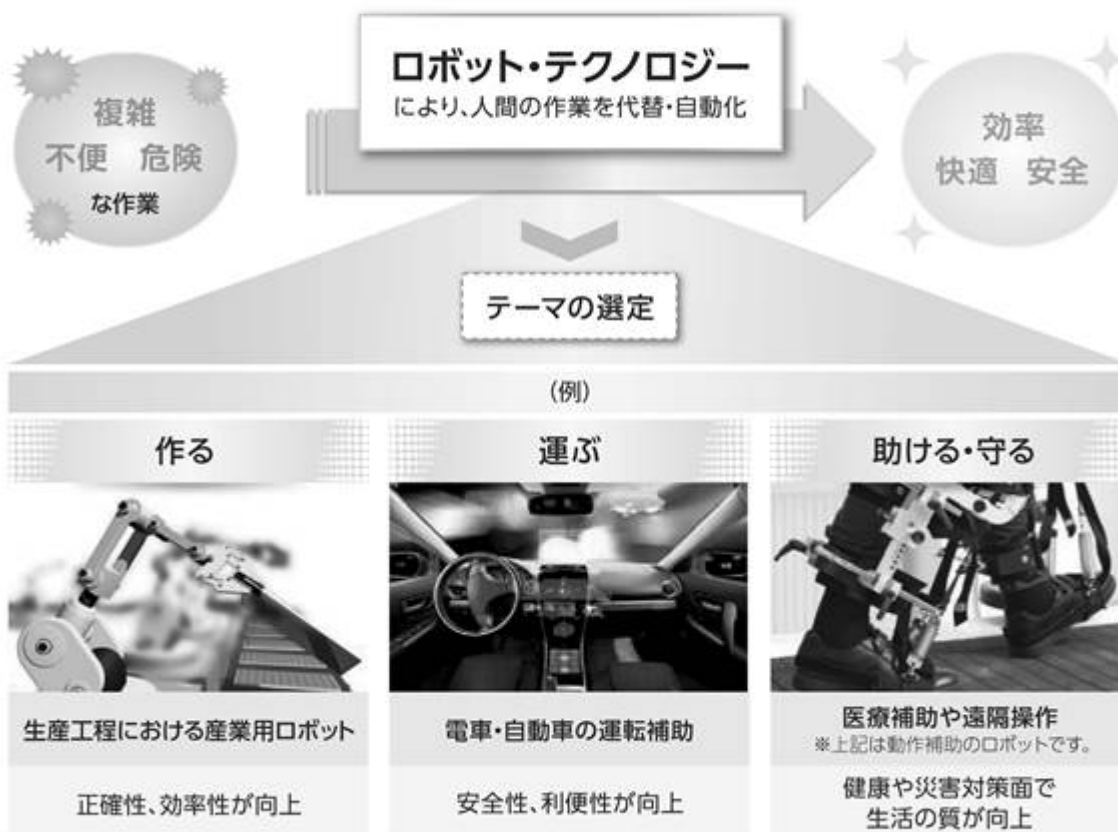 ロボット・テクノロジー
により、人間の作業を代替・自動化
複雑
不便 危険
な作業
効率
快適 安全
テーマの選定
(例)
作る
運ぶ
助ける・守る
生産工程における産業用ロボット
電車・自動車の運転補助
医療補助や遠隔操作
※上記は動作補助のロボットです。
正確性、効率性が向上
安全性、利便性が向上
健康や災害対策面で
生活の質が向上